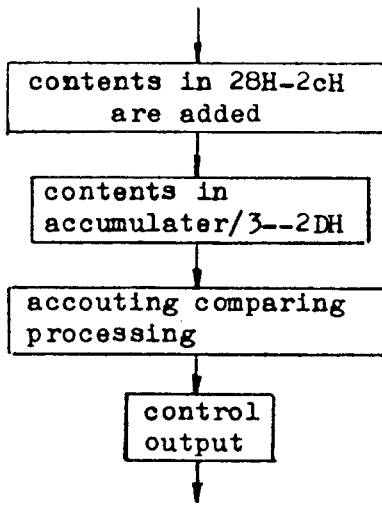 contents in 28H-2cH
are added
contents in
accumulater/3--2DH
accouting comparing
processing
control
output